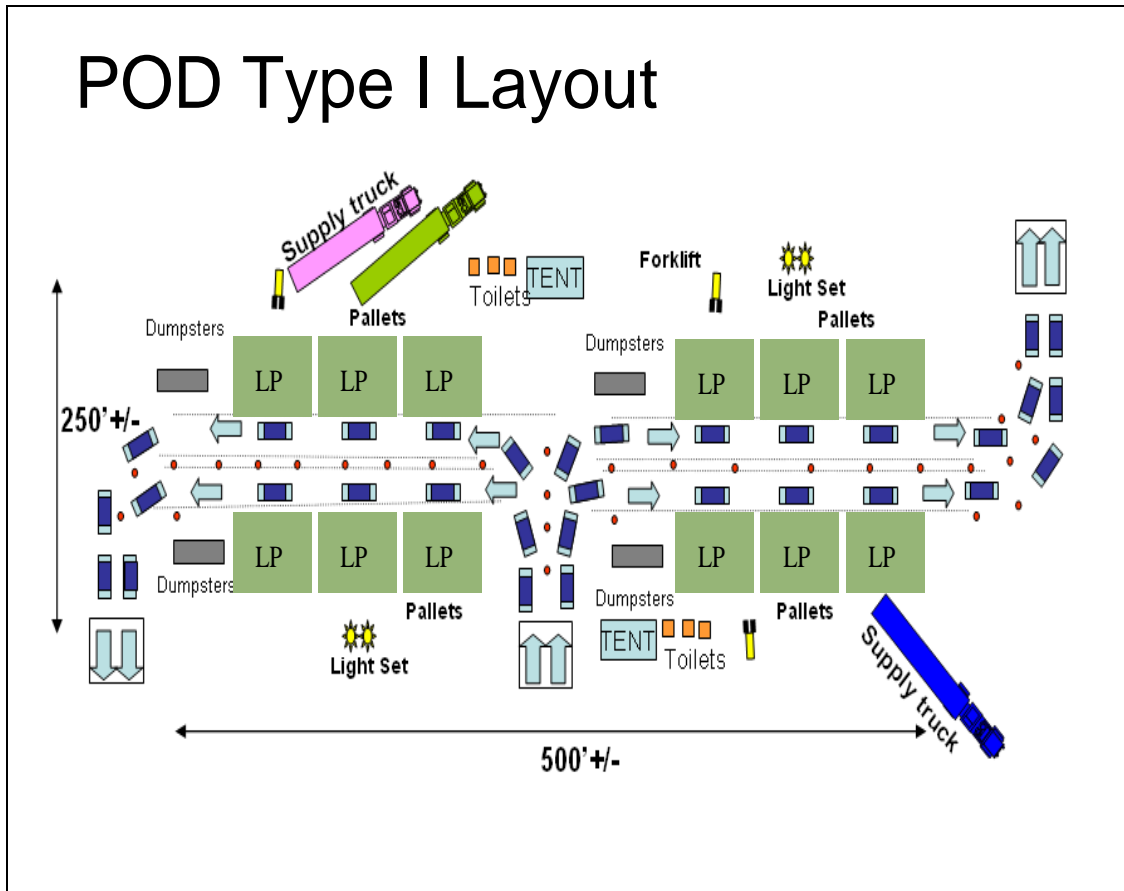 POD Type I Layout
Supply truck
Forklift
Light Set
TENT
Toilets
Pallets
Pallets
Dumpsters
Dumpsters
LP LP LP LP LP LP
250'+/-
LP LP LP LP LP LP
Dumpsters
Dumpsters
Pallets
Pallets
TENT
Toilets
Light Set
Supply truck
500'+/-